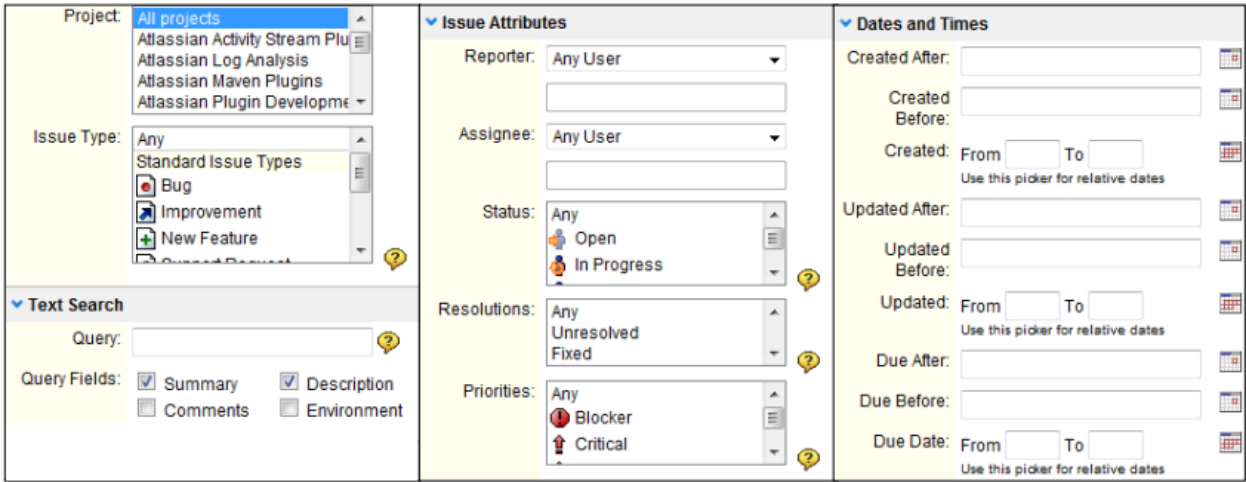 Project:
All projects
Atlassian Activity Stream Plu
Atlassian Log Analysis
Atlassian Maven Plugins
Atlassian Plugin Developme
Issue Type:
Any
Standard Issue Types
Bug
Improvement
New Feature
Support Request
Text Search
Query:
Query Fields:
Summary
Description
Comments
Environment
Issue Attributes
Reporter:
Any User
Assignee:
Any User
Status:
Any
Open
In Progress
Resolutions:
Any
Unresolved
Fixed
Priorities:
Any
Blocker
Critical
Dates and Times
Created After:
Created
Before:
Created: From To
Use this picker for relative dates
Updated After:
Updated
Before:
Updated: From To
Use this picker for relative dates
Due After:
Due Before:
Due Date: From To
Use this picker for relative dates